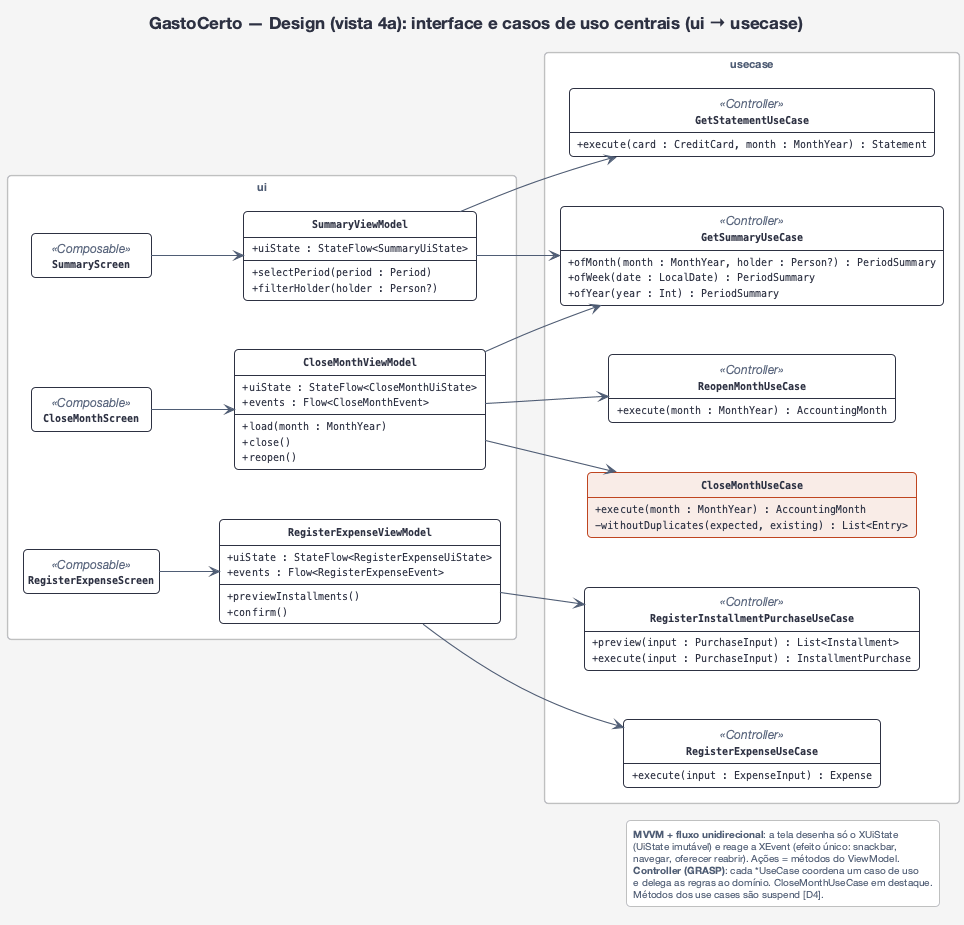 GastoCerto — Design (vista 4a): interface e casos de uso centrais (ui → usecase)
ui
«Composable»
SummaryScreen
SummaryViewModel
+uiState : StateFlow<SummaryUiState>
+selectPeriod(period : Period)
+filterHolder(holder : Person?)
«Composable»
CloseMonthScreen
CloseMonthViewModel
+uiState : StateFlow<CloseMonthUiState>
+events : Flow<CloseMonthEvent>
+load(month : MonthYear)
+close()
+reopen()
«Composable»
RegisterExpenseScreen
RegisterExpenseViewModel
+uiState : StateFlow<RegisterExpenseUiState>
+events : Flow<RegisterExpenseEvent>
+previewInstallments()
+confirm()
usecase
«Controller»
GetStatementUseCase
+execute(card : CreditCard, month : MonthYear) : Statement
«Controller»
GetSummaryUseCase
+ofMonth(month : MonthYear, holder : Person?) : PeriodSummary
+ofWeek(date : LocalDate) : PeriodSummary
+ofYear(year : Int) : PeriodSummary
«Controller»
ReopenMonthUseCase
+execute(month : MonthYear) : AccountingMonth
CloseMonthUseCase
+execute(month : MonthYear) : AccountingMonth
−withoutDuplicates(expected, existing) : List<Entry>
«Controller»
RegisterInstallmentPurchaseUseCase
+preview(input : PurchaseInput) : List<Installment>
+execute(input : PurchaseInput) : InstallmentPurchase
«Controller»
RegisterExpenseUseCase
+execute(input : ExpenseInput) : Expense
MVVM + fluxo unidirecional: a tela desenha só o XUiState
(UiState imutável) e reage a XEvent (efeito único: snackbar,
navegar, oferecer reabrir). Ações = métodos do ViewModel.
Controller (GRASP): cada *UseCase coordena um caso de uso
e delega as regras ao domínio. CloseMonthUseCase em destaque.
Métodos dos use cases são suspend [D4].